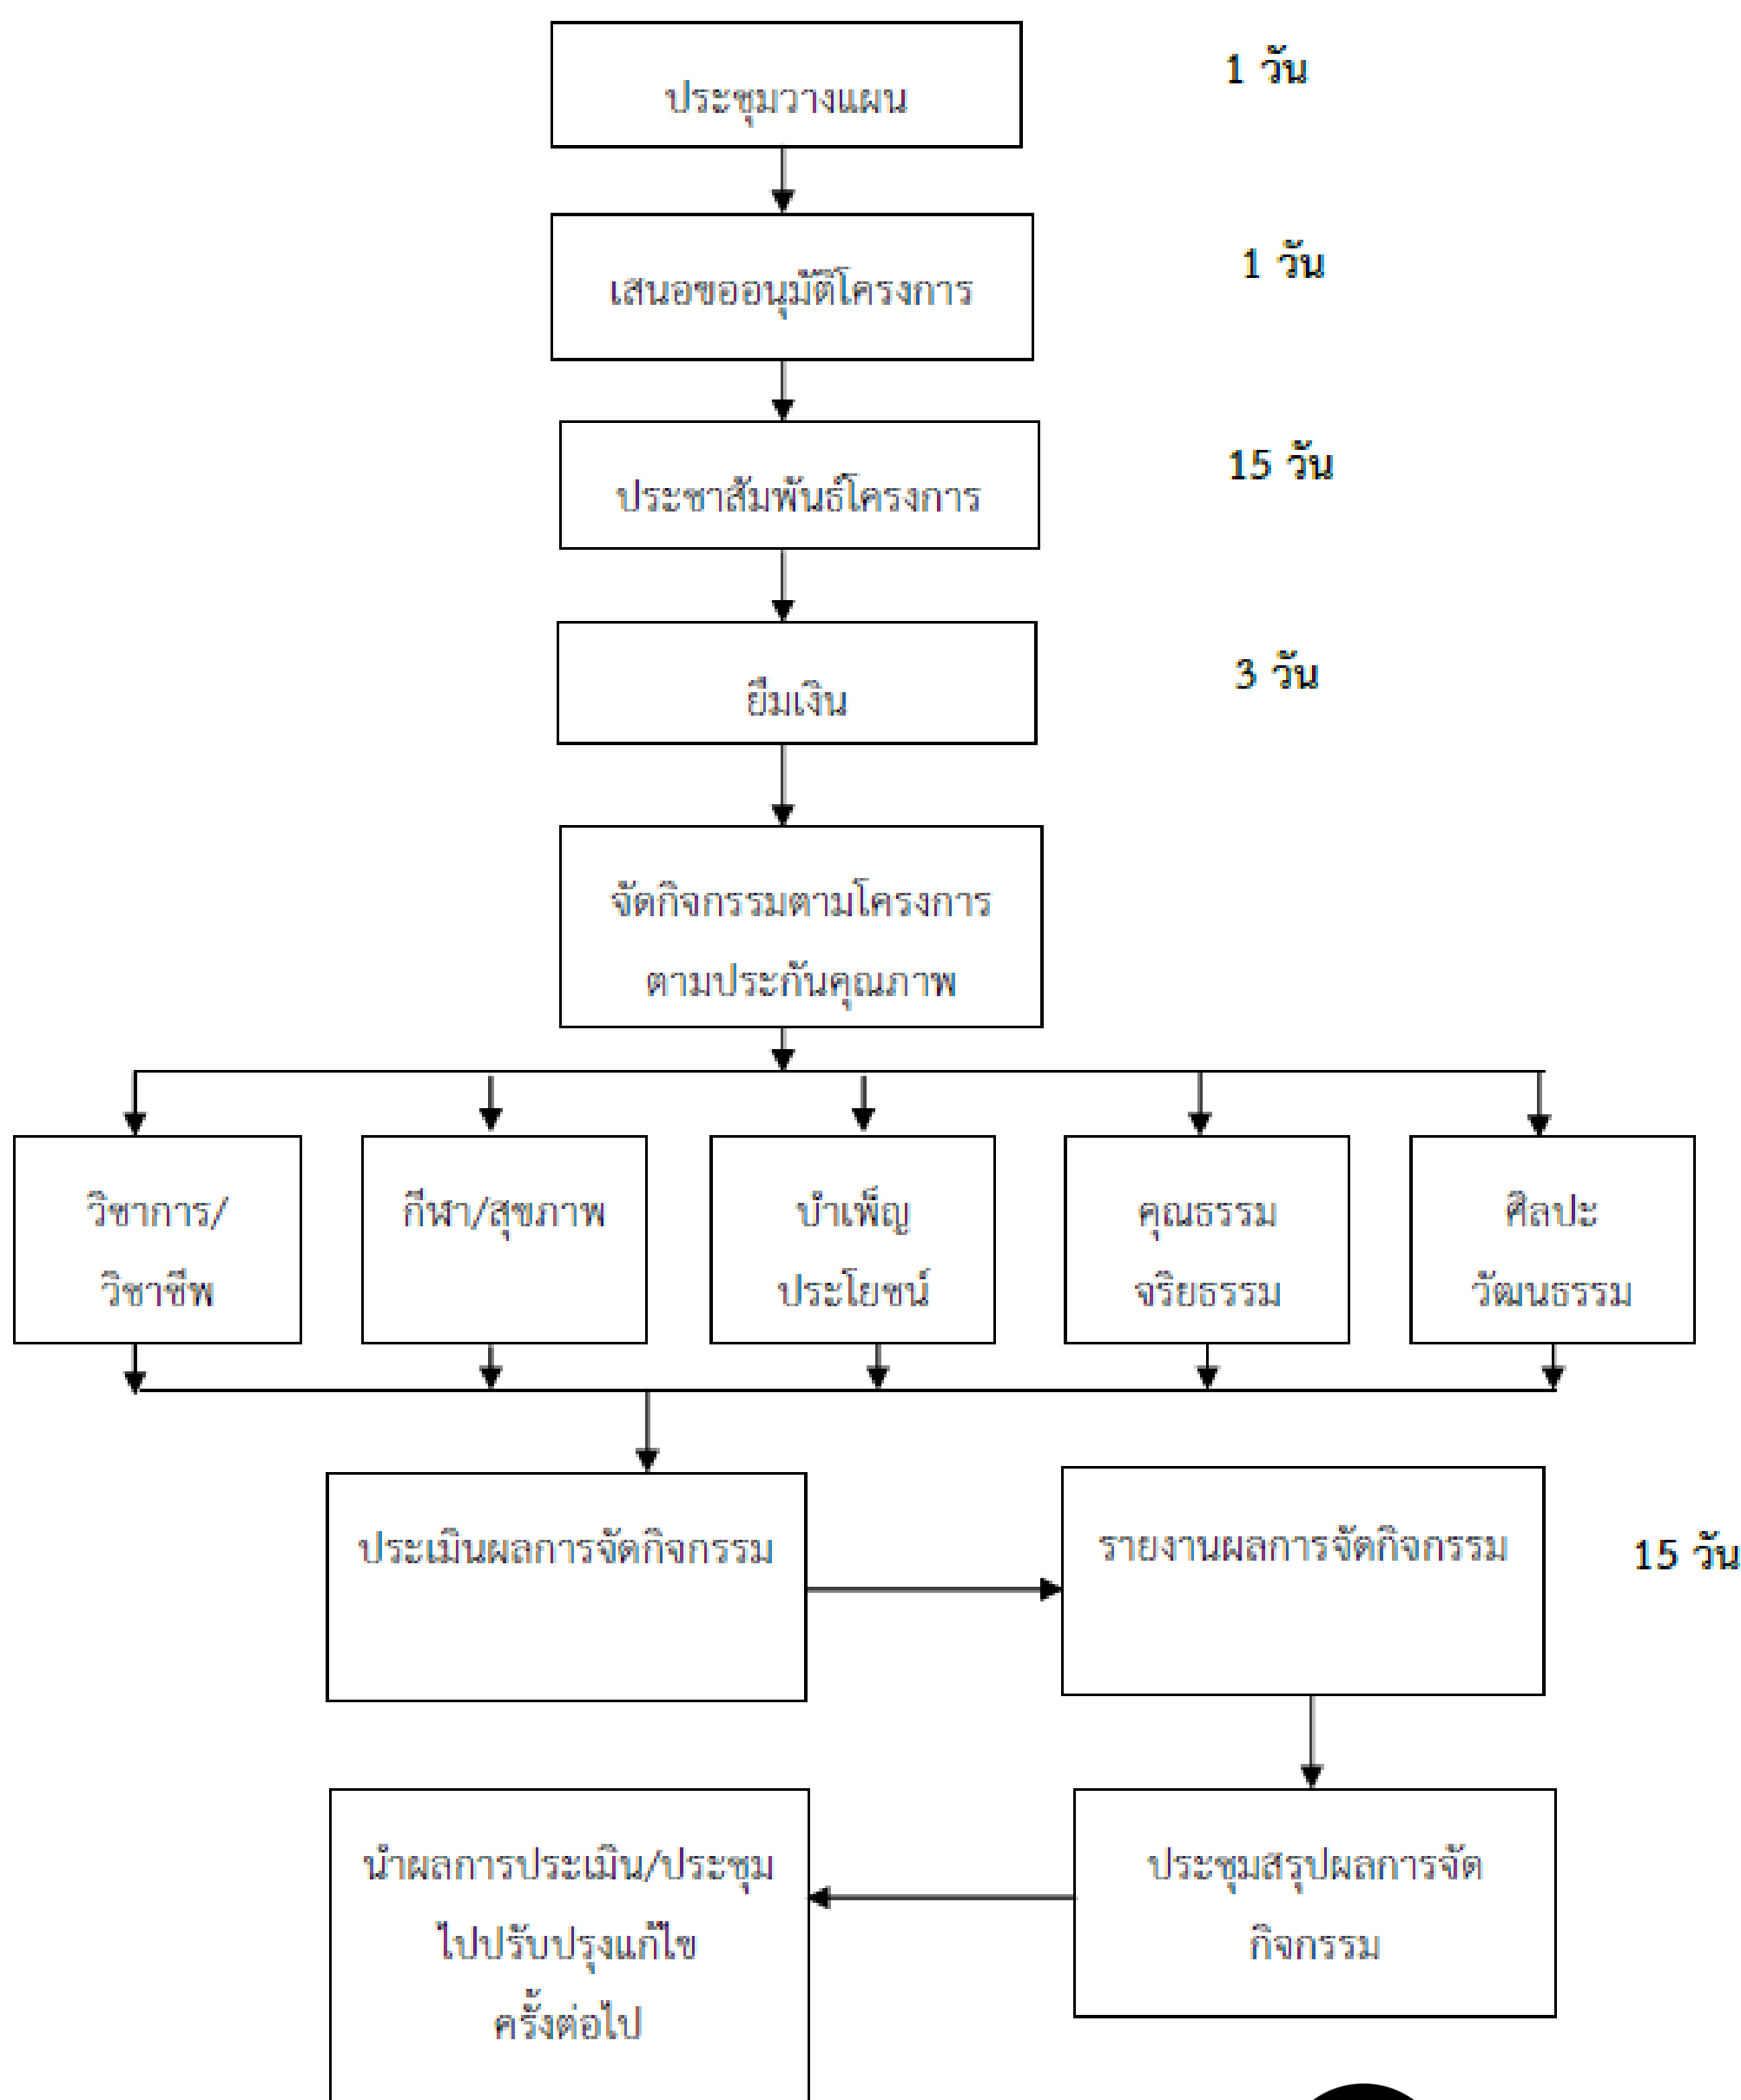 ประชุมวางแผน
1 วัน
เสนอขออนุมัติโครงการ
1 วัน
ประชาสัมพันธ์โครงการ
15 วัน
ยืมเงิน
3 วัน
จัดกิจกรรมตามโครงการ
ตามประกันคุณภาพ
วิชาการ/
วิชาชีพ
กีฬา/สุขภาพ
บำเพ็ญ
ประโยชน์
คุณธรรม
จริยธรรม
ศิลปะ
วัฒนธรรม
ประเมินผลการจัดกิจกรรม
รายงานผลการจัดกิจกรรม
15 วัน
ประชุมสรุปผลการจัด
กิจกรรม
นำผลการประเมิน/ประชุม
ไปปรับปรุงแก้ไข
ครั้งต่อไป